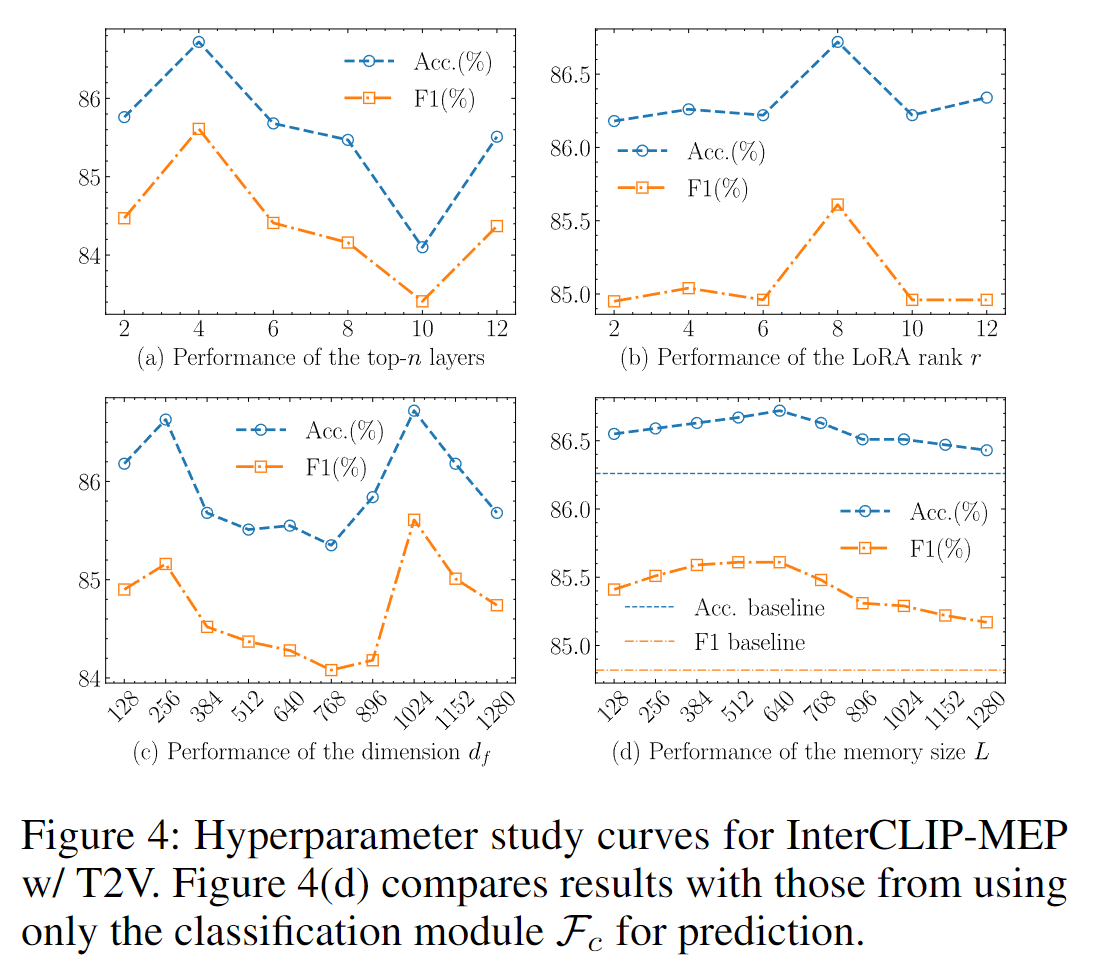 86
85
84
Acc.(%)
F1(%)
2 4 6 8 10 12
(a) Performance of the top-n layers
86.5
86.0
85.5
85.0
Acc.(%)
F1(%)
2 4 6 8 10 12
(b) Performance of the LoRA rank r
86
85
84
Acc.(%)
F1(%)
128 256 384 512 640 768 896 1024 1152 1280
(c) Performance of the dimension d_f
86.5
86.0
85.5
85.0
Acc.(%)
F1(%)
Acc. baseline
F1 baseline
128 256 384 512 640 768 896 1024 1152 1280
(d) Performance of the memory size L
Figure 4: Hyperparameter study curves for InterCLIP-MEP
w/ T2V. Figure 4(d) compares results with those from using
only the classification module F_c for prediction.